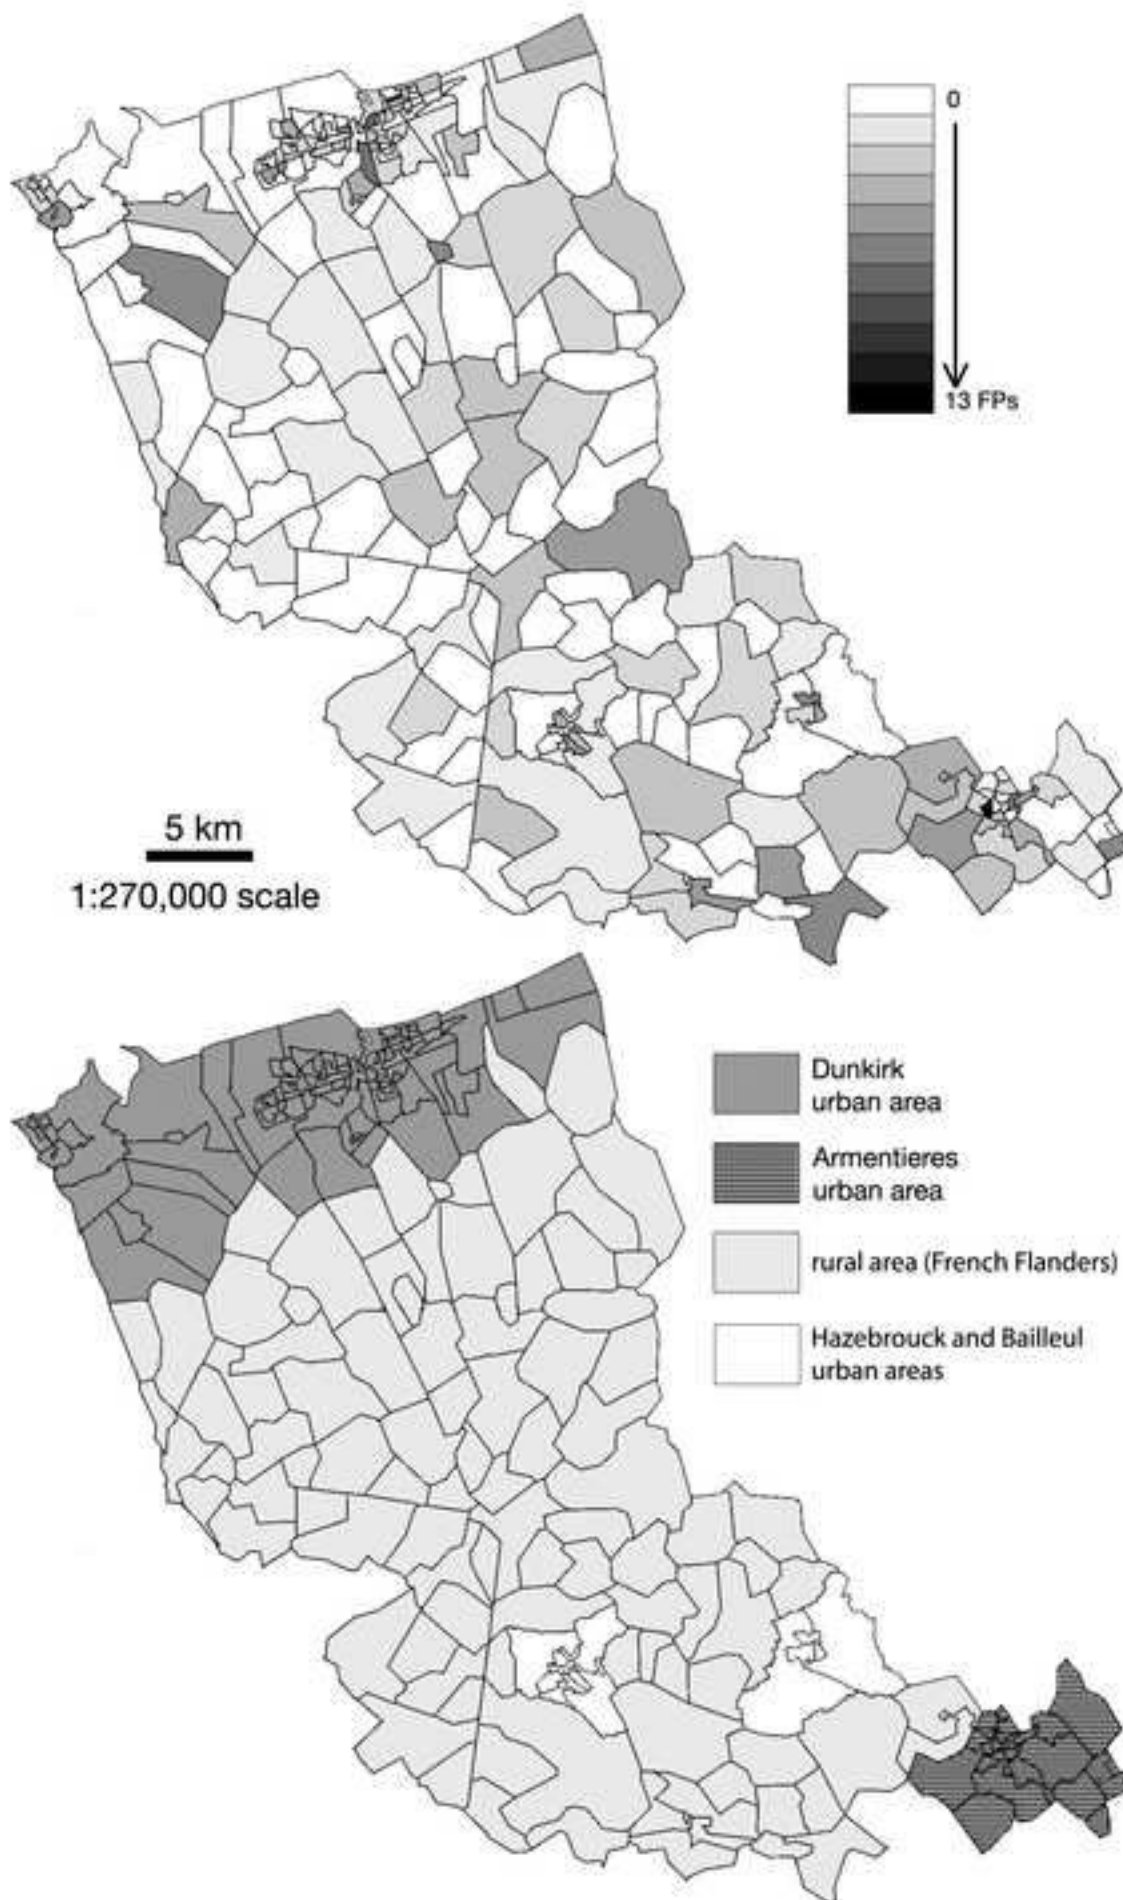 0
13 FPs
5 km
1:270,000 scale
Dunkirk
urban area
Armentieres
urban area
rural area (French Flanders)
Hazebrouck and Bailleul
urban areas